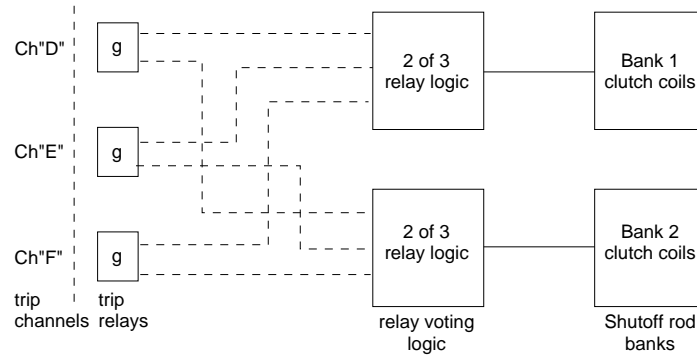 Ch"D"
g
2 of 3
relay logic
Bank 1
clutch coils
Ch"E"
g
2 of 3
relay logic
Bank 2
clutch coils
Ch"F"
g
trip
channels
trip
relays
relay voting
logic
Shutoff rod
banks